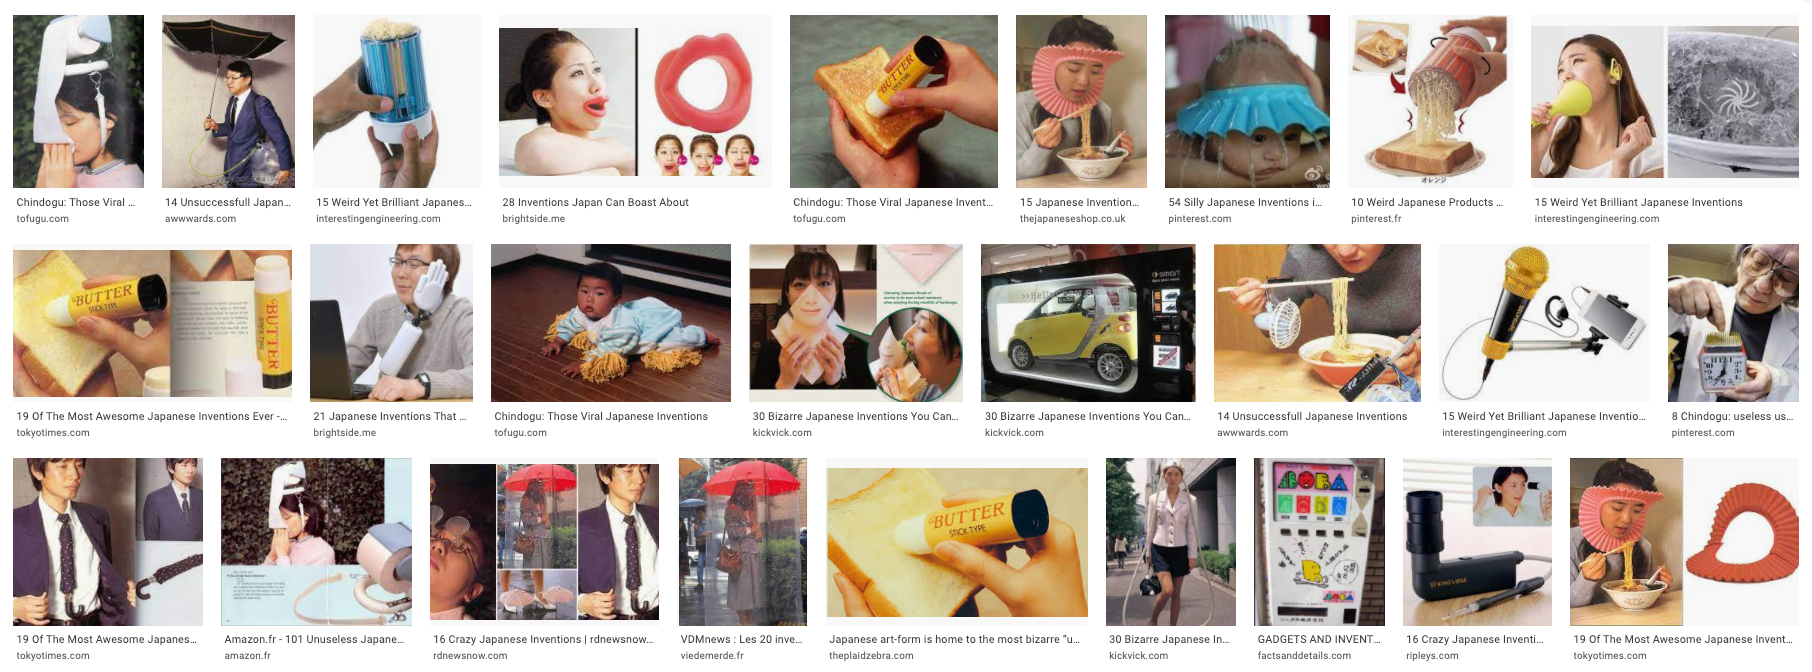 BUTTER
STICK-TYPE
オレンジ
Chindogu: Those Viral ...
tofugu.com
14 Unsuccessfull Japan...
awwwards.com
15 Weird Yet Brilliant Japanes...
interestingengineering.com
28 Inventions Japan Can Boast About
brightside.me
Chindogu: Those Viral Japanese Invent...
tofugu.com
15 Japanese Invention...
thejapaneseshop.co.uk
54 Silly Japanese Inventions i...
pinterest.com
10 Weird Japanese Products ...
pinterest.fr
15 Weird Yet Brilliant Japanese Inventions
interestingengineering.com
BUTTER
STICK-TYPE
BUTTER
STICK TYPE
smart
19 Of The Most Awesome Japanese Inventions Ever -...
tokyotimes.com
21 Japanese Inventions That ...
brightside.me
Chindogu: Those Viral Japanese Inventions
tofugu.com
30 Bizarre Japanese Inventions You Can...
kickvick.com
30 Bizarre Japanese Inventions You Can...
kickvick.com
14 Unsuccessfull Japanese Inventions
awwwards.com
15 Weird Yet Brilliant Japanese Inventio...
interestingengineering.com
8 Chindogu: useless us...
pinterest.com
BUTTER
STICK-TYPE
KING'S IDEA
19 Of The Most Awesome Japanes...
tokyotimes.com
Amazon.fr - 101 Unuseless Japane...
amazon.fr
16 Crazy Japanese Inventions | rdnewsnow...
rdnewsnow.com
VDMnews : Les 20 inve...
viedemerde.fr
Japanese art-form is home to the most bizarre “u...
theplaidzebra.com
30 Bizarre Japanese In...
kickvick.com
GADGETS AND INVENT...
factsanddetails.com
16 Crazy Japanese Inventi...
ripleys.com
19 Of The Most Awesome Japanese Invent...
tokyotimes.com